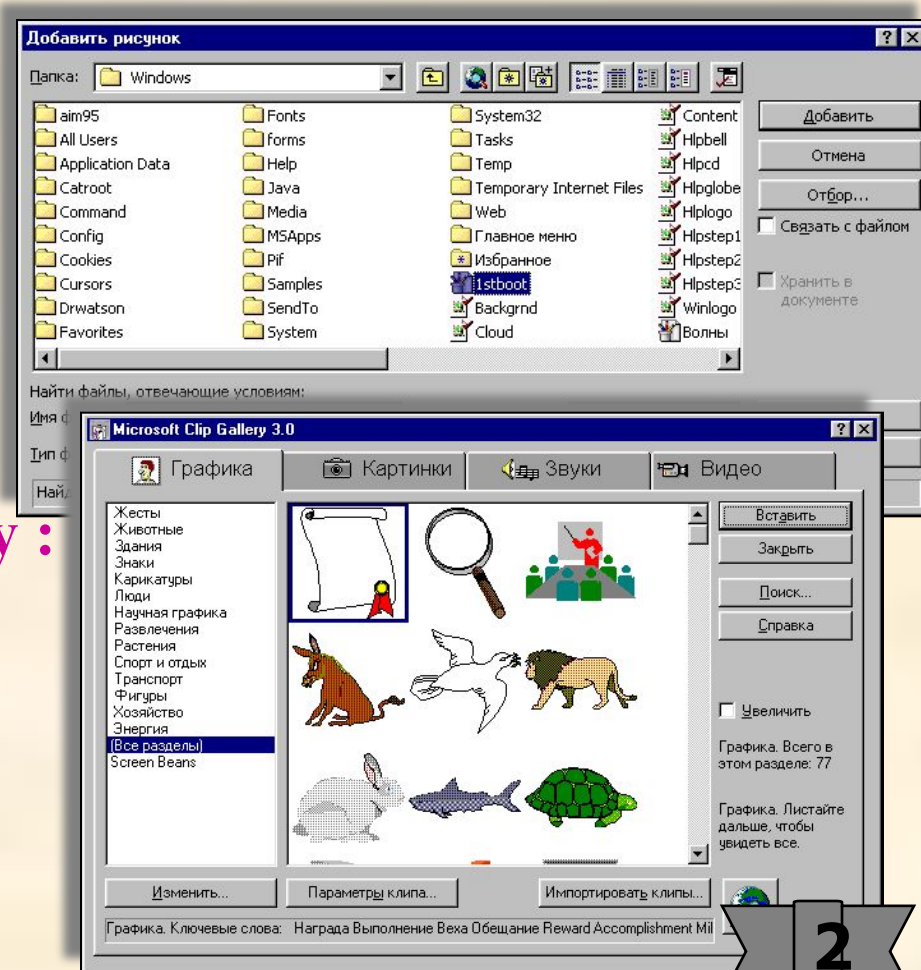 Добавить рисунок
Папка: Windows
aim95 Fonts System32 Content
All Users forms Tasks Hlpbell
Application Data Help Temp Hlpcd
Catroot Java Temporary Internet Files Hlpglobe
Command Media Web Hlplogo
Config MSApps Главное меню Hlpstep1
Cookies Pif Избранное Hlpstep2
Cursors Samples 1stboot Hlpstep3
Drwatson SendTo Backgrnd Winlogo
Favorites System Cloud Волны
Добавить
Отмена
Отбор...
Связать с файлом
Хранить в
документе
Найти файлы, отвечающие условиям:
Имя ф
Тип ф
Найд
у :
Microsoft Clip Gallery 3.0
Графика Картинки Звуки Видео
Жесты
Животные
Здания
Знаки
Карикатуры
Люди
Научная графика
Развлечения
Растения
Спорт и отдых
Транспорт
Фигуры
Хозяйство
Энергия
(Все разделы)
Screen Beans
Вставить
Закрыть
Поиск...
Справка
Увеличить
Графика. Всего в
этом разделе: 77
Графика. Листайте
дальше, чтобы
увидеть все.
Изменить... Параметры клипа... Импортировать клипы...
Графика. Ключевые слова: Награда Выполнение Веха Обещание Reward Accomplishment Mil
2